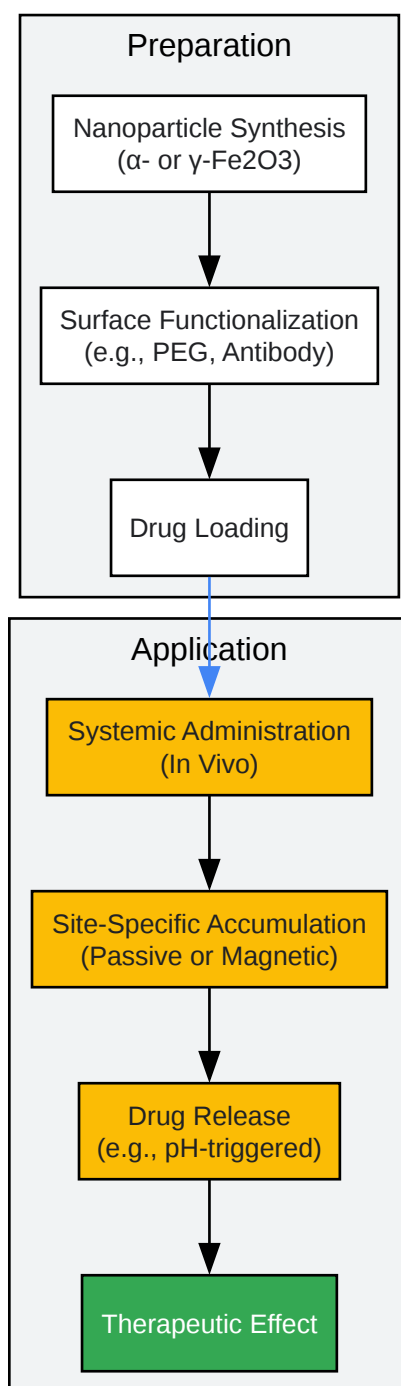 Preparation
Nanoparticle Synthesis
(α- or γ-Fe2O3)
Surface Functionalization
(e.g., PEG, Antibody)
Drug Loading
Application
Systemic Administration
(In Vivo)
Site-Specific Accumulation
(Passive or Magnetic)
Drug Release
(e.g., pH-triggered)
Therapeutic Effect